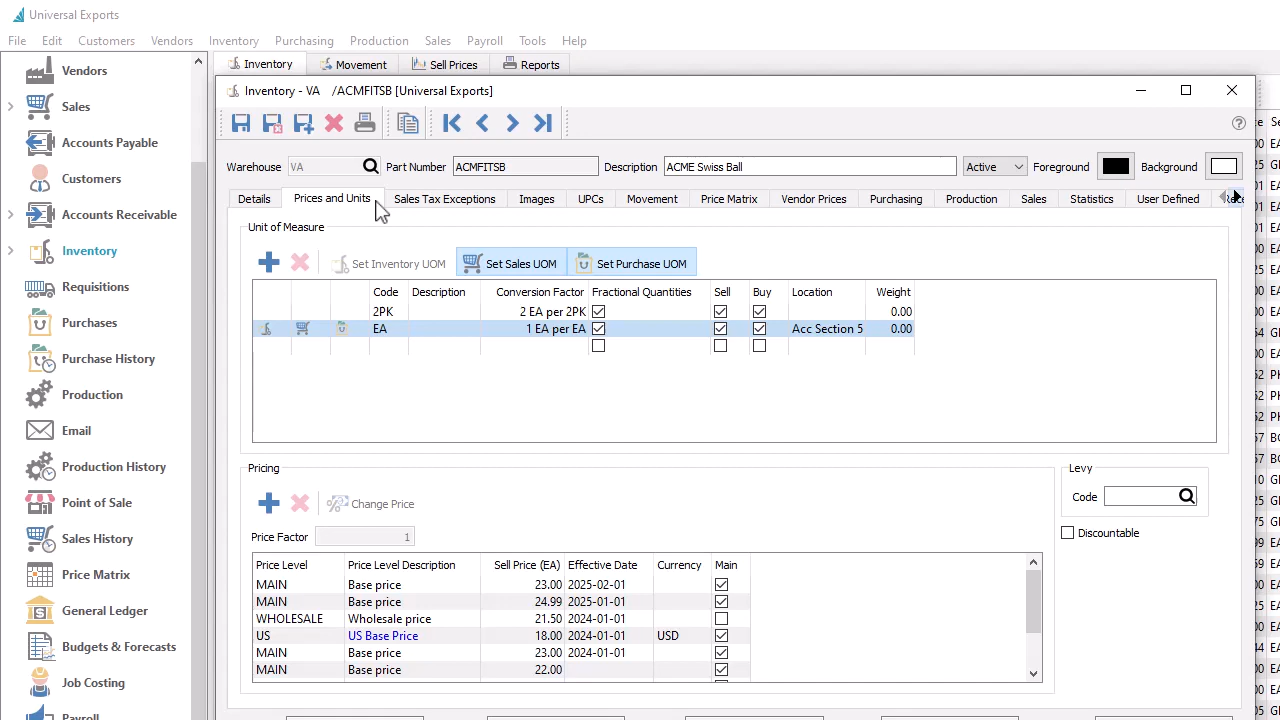 Universal Exports
File Edit Customers Vendors Inventory Purchasing Production Sales Payroll Tools Help
Vendors
Sales
Accounts Payable
Customers
Accounts Receivable
Inventory
Requisitions
Purchases
Purchase History
Production
Email
Production History
Point of Sale
Sales History
Price Matrix
General Ledger
Budgets & Forecasts
Job Costing
Payroll
Inventory Movement Sell Prices Reports
Inventory - VA /ACMFITSB [Universal Exports]
Warehouse VA Part Number ACMFITSB Description ACME Swiss Ball Active Foreground Background
Details Prices and Units Sales Tax Exceptions Images UPCs Movement Price Matrix Vendor Prices Purchasing Production Sales Statistics User Defined
Unit of Measure
Set Inventory UOM Set Sales UOM Set Purchase UOM
Code Description Conversion Factor Fractional Quantities Sell Buy Location Weight
2PK 2 EA per 2PK 0.00
EA 1 EA per EA Acc Section 5 0.00
Pricing
Change Price
Price Factor 1
Price Level Price Level Description Sell Price (EA) Effective Date Currency Main
MAIN Base price 23.00 2025-02-01
MAIN Base price 24.99 2025-01-01
WHOLESALE Wholesale price 21.50 2024-01-01
US US Base Price 18.00 2024-01-01 USD
MAIN Base price 23.00 2024-01-01
MAIN Base price 22.00
Levy
Code
Discountable